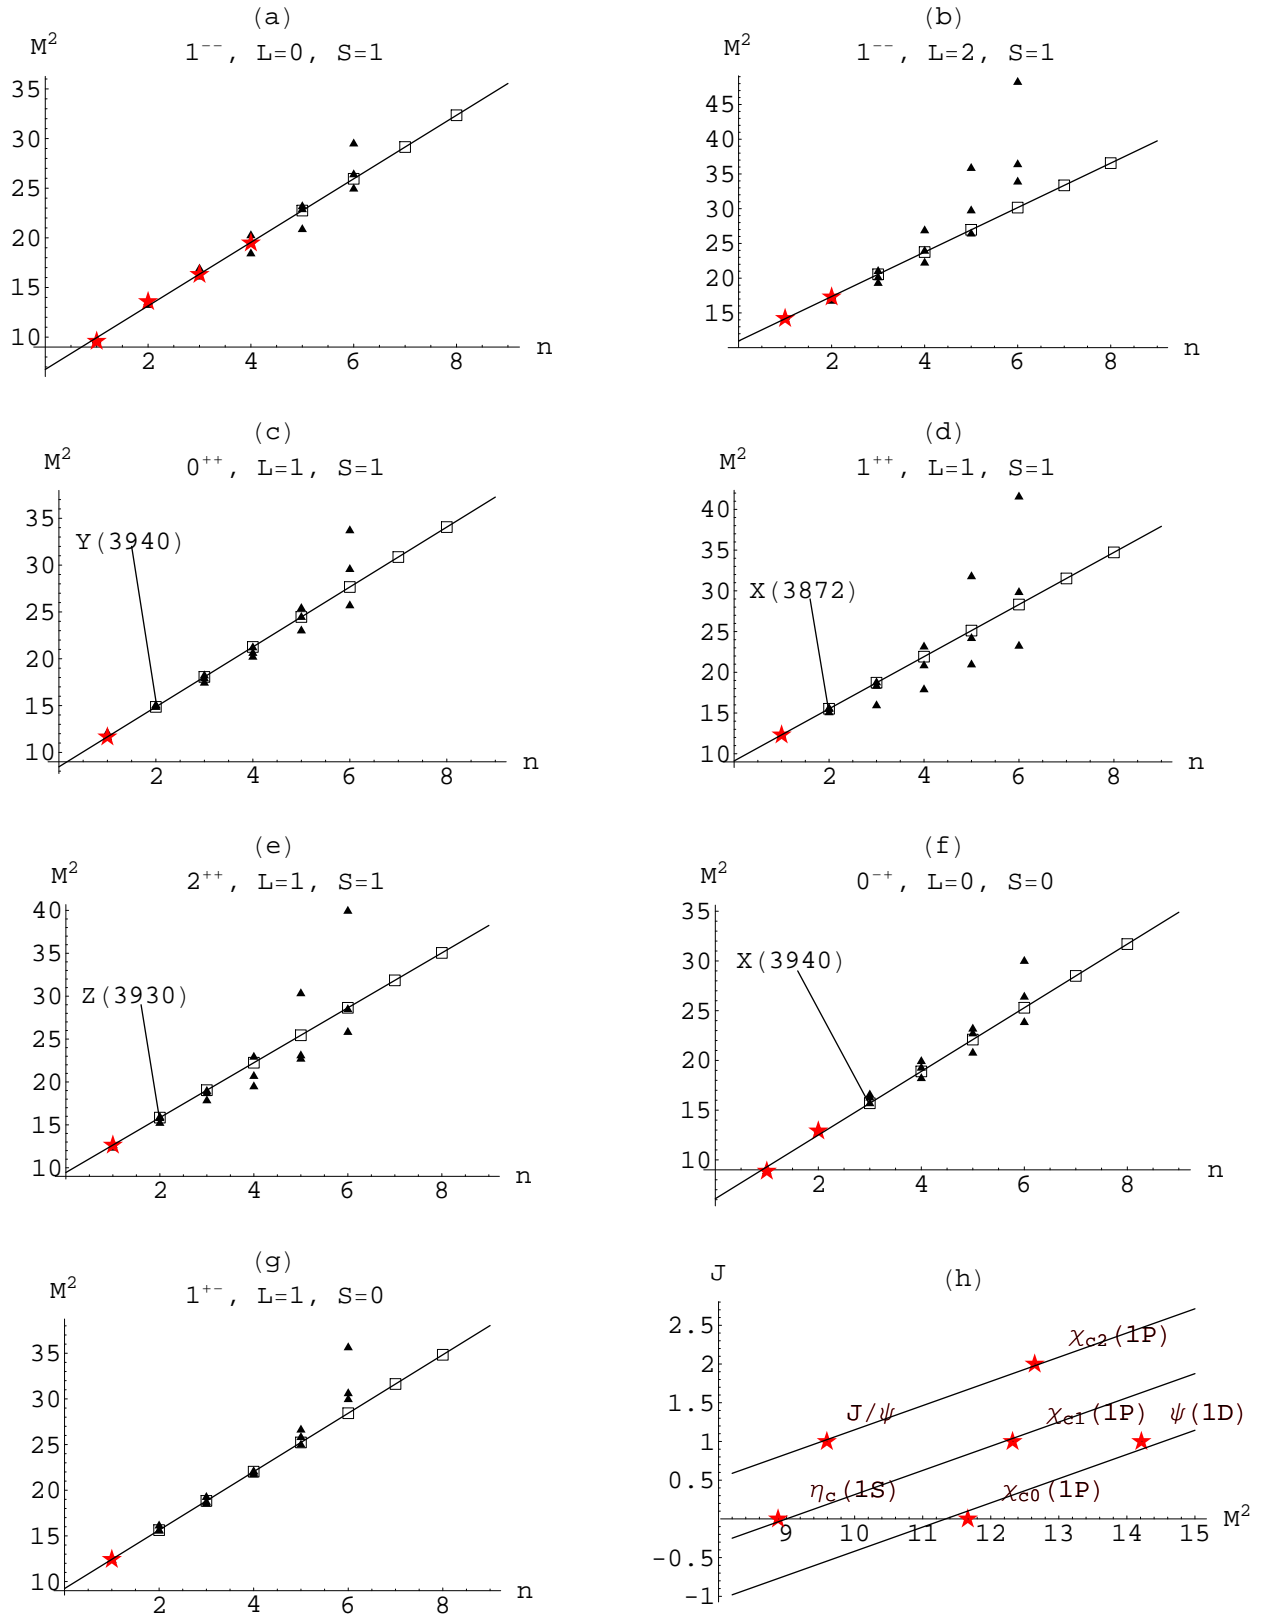 (a)
1⁻⁻, L=0, S=1
M²
35
30
25
20
15
10
2 4 6 8 n
(b)
1⁻⁻, L=2, S=1
M²
45
40
35
30
25
20
15
2 4 6 8 n
(c)
0⁺⁺, L=1, S=1
M²
35
Y(3940)
30
25
20
15
10
2 4 6 8 n
(d)
1⁺⁺, L=1, S=1
M²
40
35
30
X(3872)
25
20
15
10
2 4 6 8 n
(e)
2⁺⁺, L=1, S=1
M²
40
35
30
Z(3930)
25
20
15
10
2 4 6 8 n
(f)
0⁻⁺, L=0, S=0
M²
35
30
X(3940)
25
20
15
10
2 4 6 8 n
(g)
1⁺⁻, L=1, S=0
M²
35
30
25
20
15
10
2 4 6 8 n
(h)
J
2.5
χc2(1P)
2
1.5
J/ψ χc1(1P) ψ(1D)
1
0.5
ηc(1S) χc0(1P)
9 10 11 12 13 14 15 M²
-0.5
-1